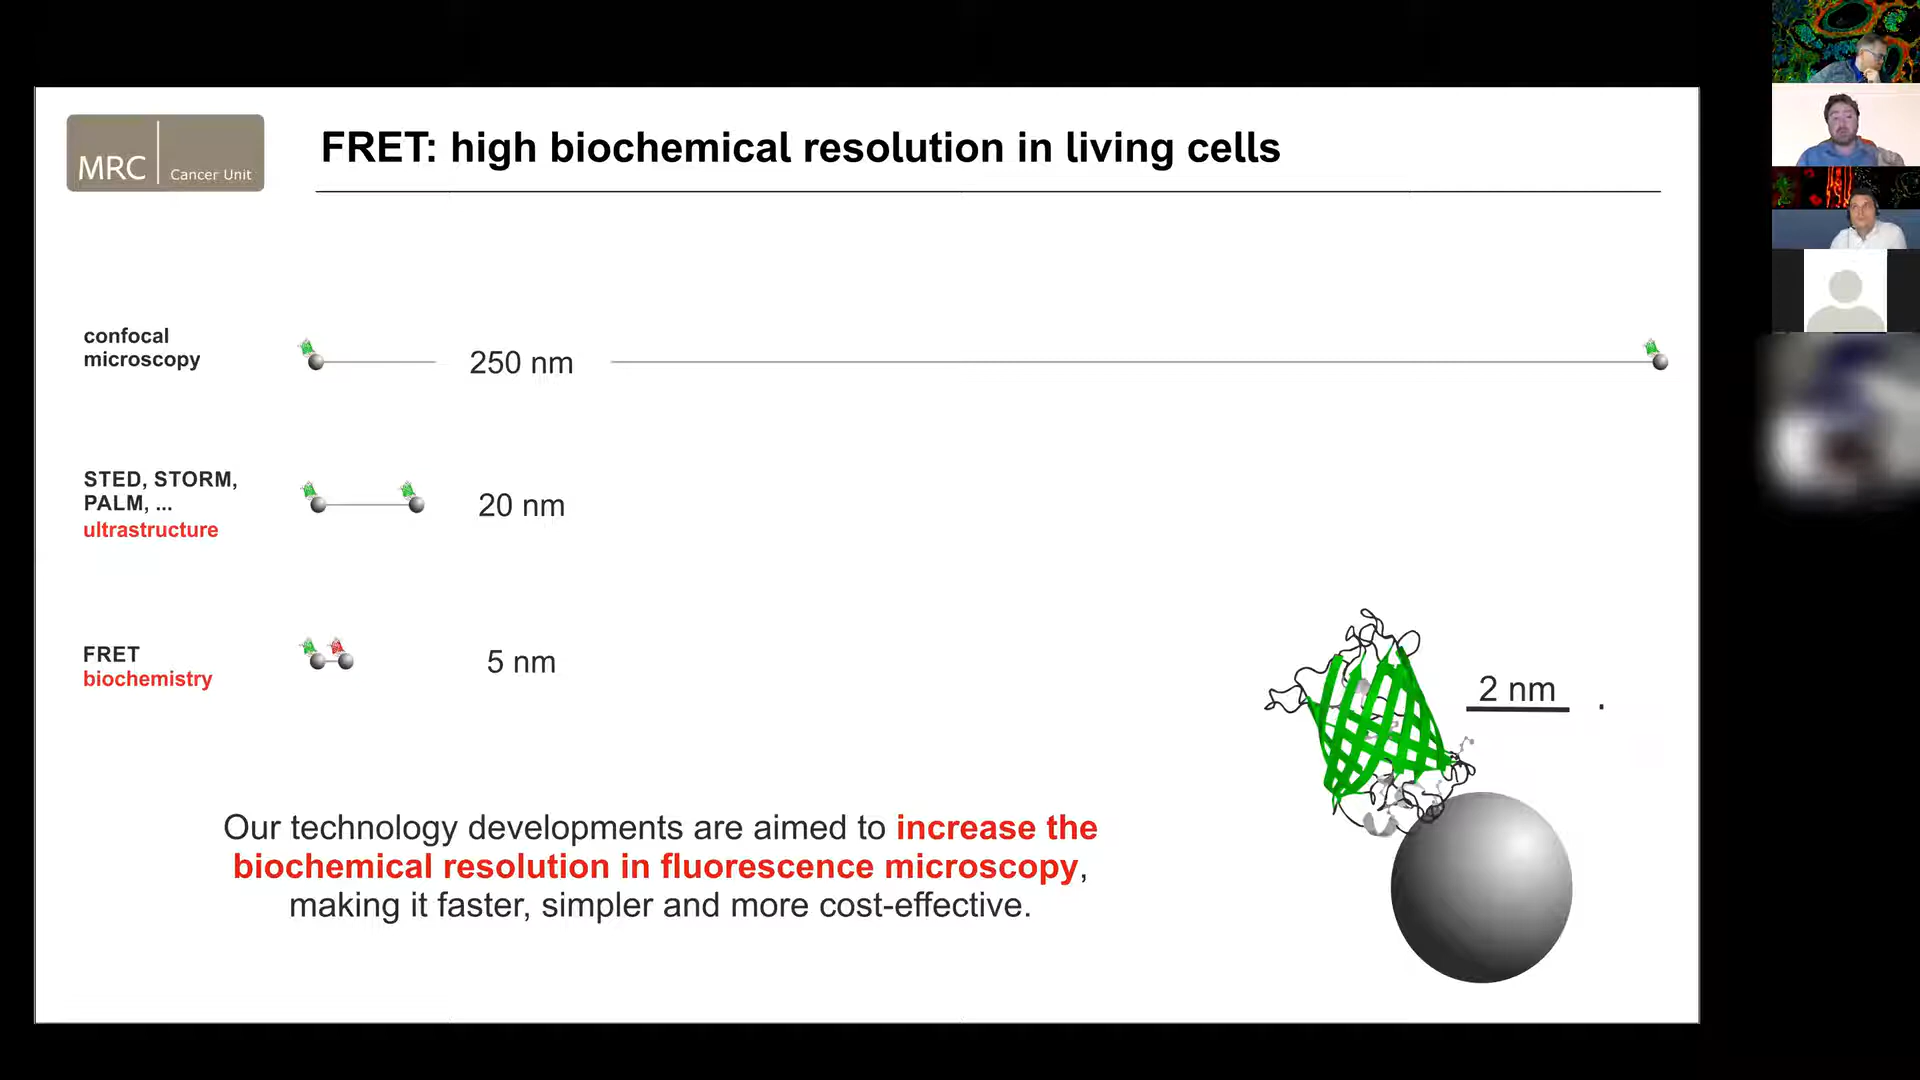 MRC Cancer Unit
FRET: high biochemical resolution in living cells
confocal
microscopy
250 nm
STED, STORM,
PALM, ...
ultrastructure
20 nm
FRET
biochemistry
5 nm
2 nm
.
Our technology developments are aimed to increase the
biochemical resolution in fluorescence microscopy,
making it faster, simpler and more cost-effective.